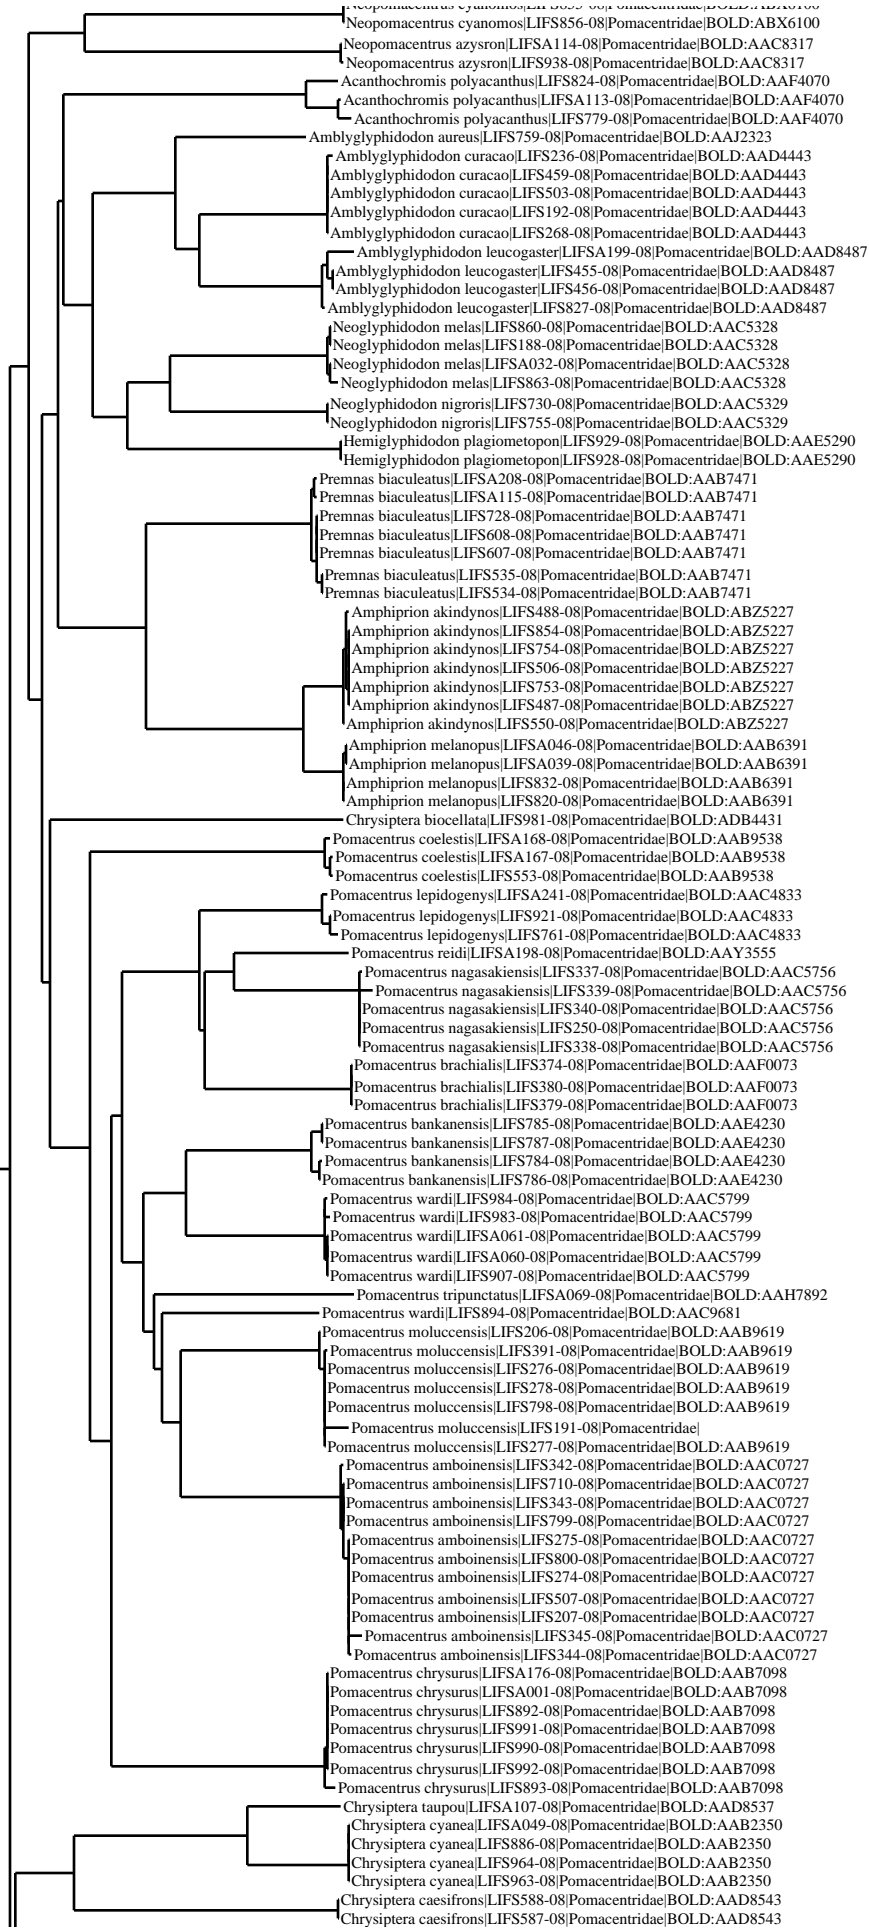 Neopomacentrus cyanomos|LIFS855-08|Pomacentridae|BOLD:ABX6100
Neopomacentrus cyanomos|LIFS856-08|Pomacentridae|BOLD:ABX6100
Neopomacentrus azysron|LIFSA114-08|Pomacentridae|BOLD:AAC8317
Neopomacentrus azysron|LIFS938-08|Pomacentridae|BOLD:AAC8317
Acanthochromis polyacanthus|LIFS824-08|Pomacentridae|BOLD:AAF4070
Acanthochromis polyacanthus|LIFSA113-08|Pomacentridae|BOLD:AAF4070
Acanthochromis polyacanthus|LIFS779-08|Pomacentridae|BOLD:AAF4070
Amblyglyphidodon aureus|LIFS759-08|Pomacentridae|BOLD:AAJ2323
Amblyglyphidodon curacao|LIFS236-08|Pomacentridae|BOLD:AAD4443
Amblyglyphidodon curacao|LIFS459-08|Pomacentridae|BOLD:AAD4443
Amblyglyphidodon curacao|LIFS503-08|Pomacentridae|BOLD:AAD4443
Amblyglyphidodon curacao|LIFS192-08|Pomacentridae|BOLD:AAD4443
Amblyglyphidodon curacao|LIFS268-08|Pomacentridae|BOLD:AAD4443
Amblyglyphidodon leucogaster|LIFSA199-08|Pomacentridae|BOLD:AAD8487
Amblyglyphidodon leucogaster|LIFS455-08|Pomacentridae|BOLD:AAD8487
Amblyglyphidodon leucogaster|LIFS456-08|Pomacentridae|BOLD:AAD8487
Amblyglyphidodon leucogaster|LIFS827-08|Pomacentridae|BOLD:AAD8487
Neoglyphidodon melas|LIFS860-08|Pomacentridae|BOLD:AAC5328
Neoglyphidodon melas|LIFS188-08|Pomacentridae|BOLD:AAC5328
Neoglyphidodon melas|LIFSA032-08|Pomacentridae|BOLD:AAC5328
Neoglyphidodon melas|LIFS863-08|Pomacentridae|BOLD:AAC5328
Neoglyphidodon nigroris|LIFS730-08|Pomacentridae|BOLD:AAC5329
Neoglyphidodon nigroris|LIFS755-08|Pomacentridae|BOLD:AAC5329
Hemiglyphidodon plagiometopon|LIFS929-08|Pomacentridae|BOLD:AAE5290
Hemiglyphidodon plagiometopon|LIFS928-08|Pomacentridae|BOLD:AAE5290
Premnas biaculeatus|LIFSA208-08|Pomacentridae|BOLD:AAB7471
Premnas biaculeatus|LIFSA115-08|Pomacentridae|BOLD:AAB7471
Premnas biaculeatus|LIFS728-08|Pomacentridae|BOLD:AAB7471
Premnas biaculeatus|LIFS608-08|Pomacentridae|BOLD:AAB7471
Premnas biaculeatus|LIFS607-08|Pomacentridae|BOLD:AAB7471
Premnas biaculeatus|LIFS535-08|Pomacentridae|BOLD:AAB7471
Premnas biaculeatus|LIFS534-08|Pomacentridae|BOLD:AAB7471
Amphiprion akindynos|LIFS488-08|Pomacentridae|BOLD:ABZ5227
Amphiprion akindynos|LIFS854-08|Pomacentridae|BOLD:ABZ5227
Amphiprion akindynos|LIFS754-08|Pomacentridae|BOLD:ABZ5227
Amphiprion akindynos|LIFS506-08|Pomacentridae|BOLD:ABZ5227
Amphiprion akindynos|LIFS753-08|Pomacentridae|BOLD:ABZ5227
Amphiprion akindynos|LIFS487-08|Pomacentridae|BOLD:ABZ5227
Amphiprion akindynos|LIFS550-08|Pomacentridae|BOLD:ABZ5227
Amphiprion melanopus|LIFSA046-08|Pomacentridae|BOLD:AAB6391
Amphiprion melanopus|LIFSA039-08|Pomacentridae|BOLD:AAB6391
Amphiprion melanopus|LIFS832-08|Pomacentridae|BOLD:AAB6391
Amphiprion melanopus|LIFS820-08|Pomacentridae|BOLD:AAB6391
Chrysiptera biocellata|LIFS981-08|Pomacentridae|BOLD:ADB4431
Pomacentrus coelestis|LIFSA168-08|Pomacentridae|BOLD:AAB9538
Pomacentrus coelestis|LIFSA167-08|Pomacentridae|BOLD:AAB9538
Pomacentrus coelestis|LIFS553-08|Pomacentridae|BOLD:AAB9538
Pomacentrus lepidogenys|LIFSA241-08|Pomacentridae|BOLD:AAC4833
Pomacentrus lepidogenys|LIFS921-08|Pomacentridae|BOLD:AAC4833
Pomacentrus lepidogenys|LIFS761-08|Pomacentridae|BOLD:AAC4833
Pomacentrus reidi|LIFSA198-08|Pomacentridae|BOLD:AAY3555
Pomacentrus nagasakiensis|LIFS337-08|Pomacentridae|BOLD:AAC5756
Pomacentrus nagasakiensis|LIFS339-08|Pomacentridae|BOLD:AAC5756
Pomacentrus nagasakiensis|LIFS340-08|Pomacentridae|BOLD:AAC5756
Pomacentrus nagasakiensis|LIFS250-08|Pomacentridae|BOLD:AAC5756
Pomacentrus nagasakiensis|LIFS338-08|Pomacentridae|BOLD:AAC5756
Pomacentrus brachialis|LIFS374-08|Pomacentridae|BOLD:AAF0073
Pomacentrus brachialis|LIFS380-08|Pomacentridae|BOLD:AAF0073
Pomacentrus brachialis|LIFS379-08|Pomacentridae|BOLD:AAF0073
Pomacentrus bankanensis|LIFS785-08|Pomacentridae|BOLD:AAE4230
Pomacentrus bankanensis|LIFS787-08|Pomacentridae|BOLD:AAE4230
Pomacentrus bankanensis|LIFS784-08|Pomacentridae|BOLD:AAE4230
Pomacentrus bankanensis|LIFS786-08|Pomacentridae|BOLD:AAE4230
Pomacentrus wardi|LIFS984-08|Pomacentridae|BOLD:AAC5799
Pomacentrus wardi|LIFS983-08|Pomacentridae|BOLD:AAC5799
Pomacentrus wardi|LIFSA061-08|Pomacentridae|BOLD:AAC5799
Pomacentrus wardi|LIFSA060-08|Pomacentridae|BOLD:AAC5799
Pomacentrus wardi|LIFS907-08|Pomacentridae|BOLD:AAC5799
Pomacentrus tripunctatus|LIFSA069-08|Pomacentridae|BOLD:AAH7892
Pomacentrus wardi|LIFS894-08|Pomacentridae|BOLD:AAC9681
Pomacentrus moluccensis|LIFS206-08|Pomacentridae|BOLD:AAB9619
Pomacentrus moluccensis|LIFS391-08|Pomacentridae|BOLD:AAB9619
Pomacentrus moluccensis|LIFS276-08|Pomacentridae|BOLD:AAB9619
Pomacentrus moluccensis|LIFS278-08|Pomacentridae|BOLD:AAB9619
Pomacentrus moluccensis|LIFS798-08|Pomacentridae|BOLD:AAB9619
Pomacentrus moluccensis|LIFS191-08|Pomacentridae|
Pomacentrus moluccensis|LIFS277-08|Pomacentridae|BOLD:AAB9619
Pomacentrus amboinensis|LIFS342-08|Pomacentridae|BOLD:AAC0727
Pomacentrus amboinensis|LIFS710-08|Pomacentridae|BOLD:AAC0727
Pomacentrus amboinensis|LIFS343-08|Pomacentridae|BOLD:AAC0727
Pomacentrus amboinensis|LIFS799-08|Pomacentridae|BOLD:AAC0727
Pomacentrus amboinensis|LIFS275-08|Pomacentridae|BOLD:AAC0727
Pomacentrus amboinensis|LIFS800-08|Pomacentridae|BOLD:AAC0727
Pomacentrus amboinensis|LIFS274-08|Pomacentridae|BOLD:AAC0727
Pomacentrus amboinensis|LIFS507-08|Pomacentridae|BOLD:AAC0727
Pomacentrus amboinensis|LIFS207-08|Pomacentridae|BOLD:AAC0727
Pomacentrus amboinensis|LIFS345-08|Pomacentridae|BOLD:AAC0727
Pomacentrus amboinensis|LIFS344-08|Pomacentridae|BOLD:AAC0727
Pomacentrus chrysurus|LIFSA176-08|Pomacentridae|BOLD:AAB7098
Pomacentrus chrysurus|LIFSA001-08|Pomacentridae|BOLD:AAB7098
Pomacentrus chrysurus|LIFS892-08|Pomacentridae|BOLD:AAB7098
Pomacentrus chrysurus|LIFS991-08|Pomacentridae|BOLD:AAB7098
Pomacentrus chrysurus|LIFS990-08|Pomacentridae|BOLD:AAB7098
Pomacentrus chrysurus|LIFS992-08|Pomacentridae|BOLD:AAB7098
Pomacentrus chrysurus|LIFS893-08|Pomacentridae|BOLD:AAB7098
Chrysiptera taupou|LIFSA107-08|Pomacentridae|BOLD:AAD8537
Chrysiptera cyanea|LIFSA049-08|Pomacentridae|BOLD:AAB2350
Chrysiptera cyanea|LIFS886-08|Pomacentridae|BOLD:AAB2350
Chrysiptera cyanea|LIFS964-08|Pomacentridae|BOLD:AAB2350
Chrysiptera cyanea|LIFS963-08|Pomacentridae|BOLD:AAB2350
Chrysiptera caesifrons|LIFS588-08|Pomacentridae|BOLD:AAD8543
Chrysiptera caesifrons|LIFS587-08|Pomacentridae|BOLD:AAD8543